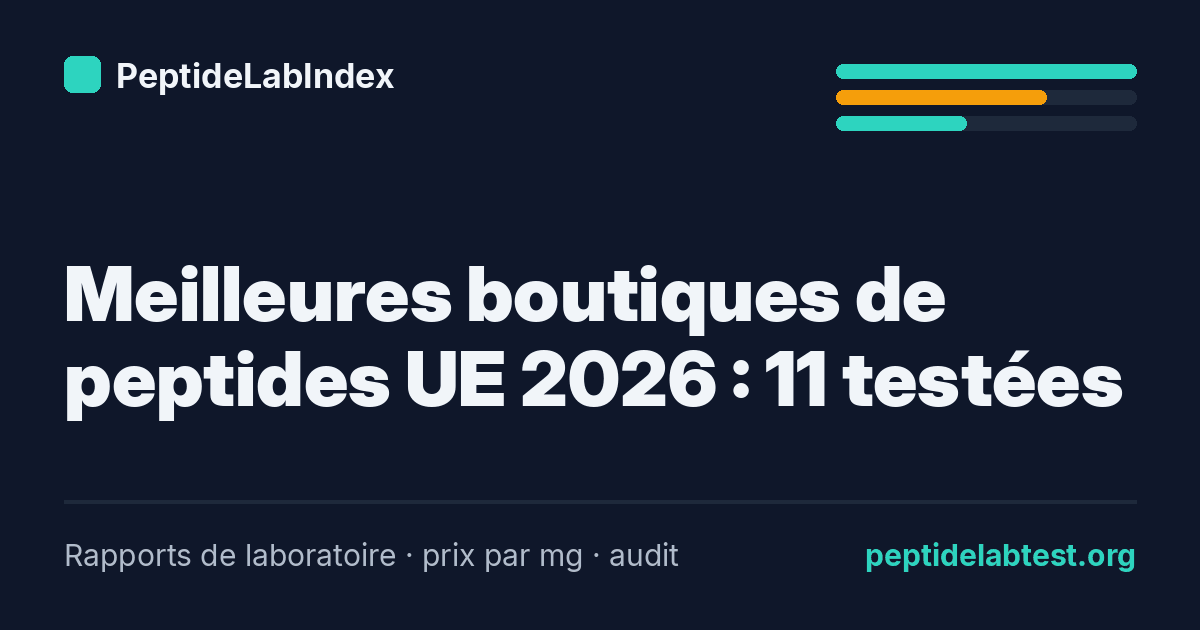 PeptideLabIndex
Meilleures boutiques de
peptides UE 2026 : 11 testées
Rapports de laboratoire · prix par mg · audit
peptidelabtest.org